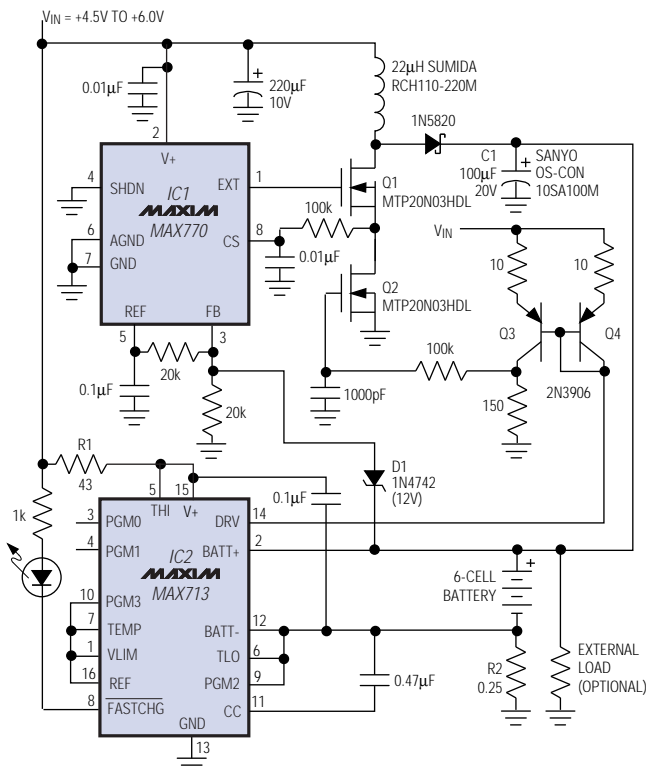 VIN = +4.5V TO +6.0V
0.01µF
220µF
10V
+
22µH SUMIDA
RCH110-220M
1N5820
C1
100µF
20V
+
SANYO
OS-CON
10SA100M
2
V+
4
SHDN
IC1
MAXIM
MAX770
EXT
1
Q1
MTP20N03HDL
6
AGND
7
GND
CS
8
100k
0.01µF
REF
5
FB
3
Q2
MTP20N03HDL
VIN
10
10
Q3
Q4
2N3906
20k
0.1µF
20k
1000pF
100k
150
R1
43
1k
D1
1N4742
(12V)
0.1µF
5
THI
15
V+
3
PGM0
4
PGM1
IC2
MAXIM
MAX713
DRV
14
BATT+
2
10
PGM3
7
TEMP
1
VLIM
16
REF
8
FASTCHG
BATT-
12
TLO
6
PGM2
9
CC
11
GND
13
0.47µF
6-CELL
BATTERY
+
R2
0.25
EXTERNAL
LOAD
(OPTIONAL)